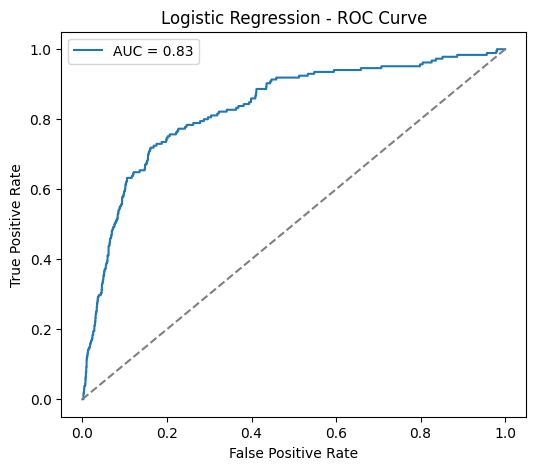 Logistic Regression - ROC Curve
AUC = 0.83
True Positive Rate
1.0
0.8
0.6
0.4
0.2
0.0
0.0 0.2 0.4 0.6 0.8 1.0
False Positive Rate